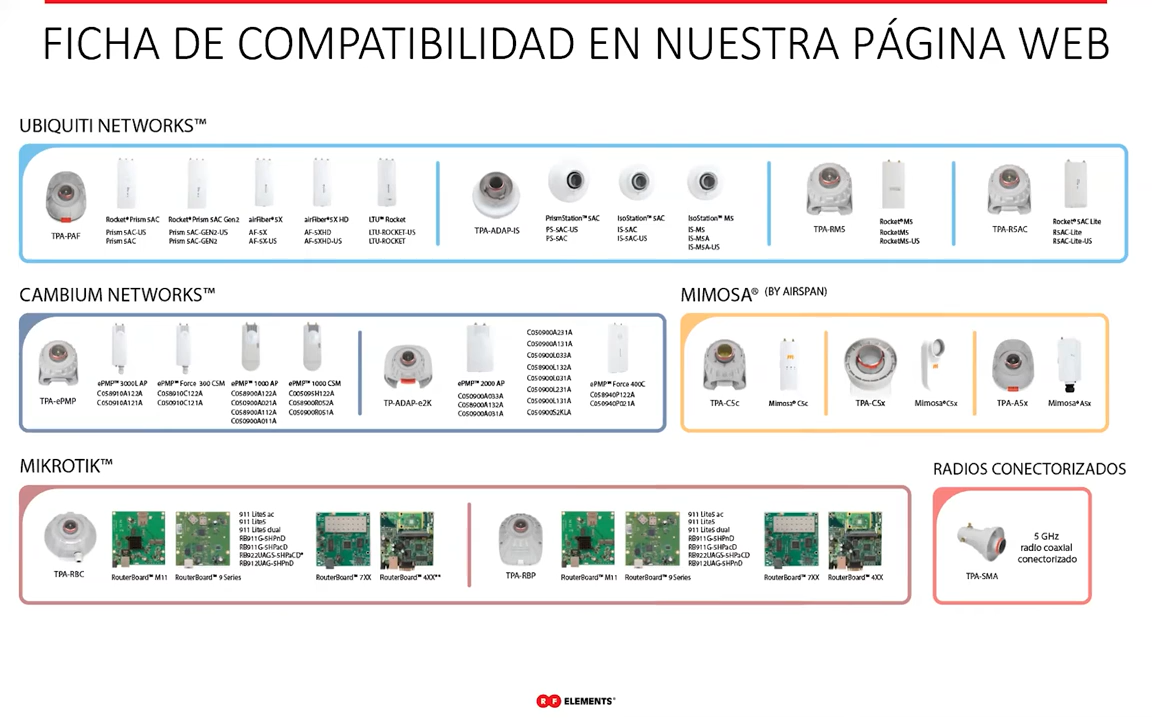 FICHA DE COMPATIBILIDAD EN NUESTRA PÁGINA WEB
UBIQUITI NETWORKS™
TPA-PAF
Rocket® Prism 5AC
Prism 5AC-US
Prism 5AC
Rocket® Prism 5AC Gen2
Prism 5AC-GEN2-US
Prism 5AC-GEN2
airFiber® 5X
AF-5X
AF-5X-US
airFiber® 5X HD
AF-5XHD
AF-5XHD-US
LTU® Rocket
LTU-ROCKET-US
LTU-ROCKET
TPA-ADAP-IS
PrismStation™ 5AC
PS-5AC-US
PS-5AC
IsoStation™ 5AC
IS-5AC
IS-5AC-US
IsoStation™ M5
IS-M5
IS-M5A
IS-M5A-US
TPA-RM5
Rocket® M5
RocketM5
RocketM5-US
TPA-R5AC
Rocket® 5AC Lite
R5AC-Lite
R5AC-Lite-US
CAMBIUM NETWORKS™
TPA-ePMP
ePMP™ 3000L AP
C058910A122A
C050910A121A
ePMP™ Force 300 CSM
C058910C122A
C050910C121A
ePMP™ 1000 AP
C058900A122A
C050900A021A
C058900A112A
C050900A011A
ePMP™ 1000 CSM
C005095H122A
C058900R052A
C050900R051A
TP-ADAP-e2K
ePMP™ 2000 AP
C050900A033A
C058900A132A
C050900A031A
C050900A231A
C050900A131A
C050900L033A
C050900L132A
C050900L031A
C050900L231A
C050900L131A
C050900S2KLA
ePMP™ Force 400C
C058940P122A
C050940P021A
MIMOSA® (BY AIRSPAN)
TPA-C5c
Mimosa® C5c
TPA-C5x
Mimosa® C5x
TPA-A5x
Mimosa® A5x
MIKROTIK™
TPA-RBC
RouterBoard™ M11
RouterBoard™ 9 Series
911 Lite5 ac
911 Lite5
911 Lite5 dual
RB911G-5HPnD
RB911G-5HPacD
RB922UAGS-5HPaCD*
RB912UAG-5HPnD
RouterBoard™ 7XX
RouterBoard™ 4XX**
TPA-RBP
RouterBoard™ M11
RouterBoard™ 9 Series
911 Lite5 ac
911 Lite5
911 Lite5 dual
RB911G-5HPnD
RB911G-5HPacD
RB922UAGS-5HPaCD
RB912UAG-5HPnD
RouterBoard™ 7XX
RouterBoard™ 4XX
RADIOS CONECTORIZADOS
TPA-SMA
5 GHz
radio coaxial
conectorizado
RF ELEMENTS®